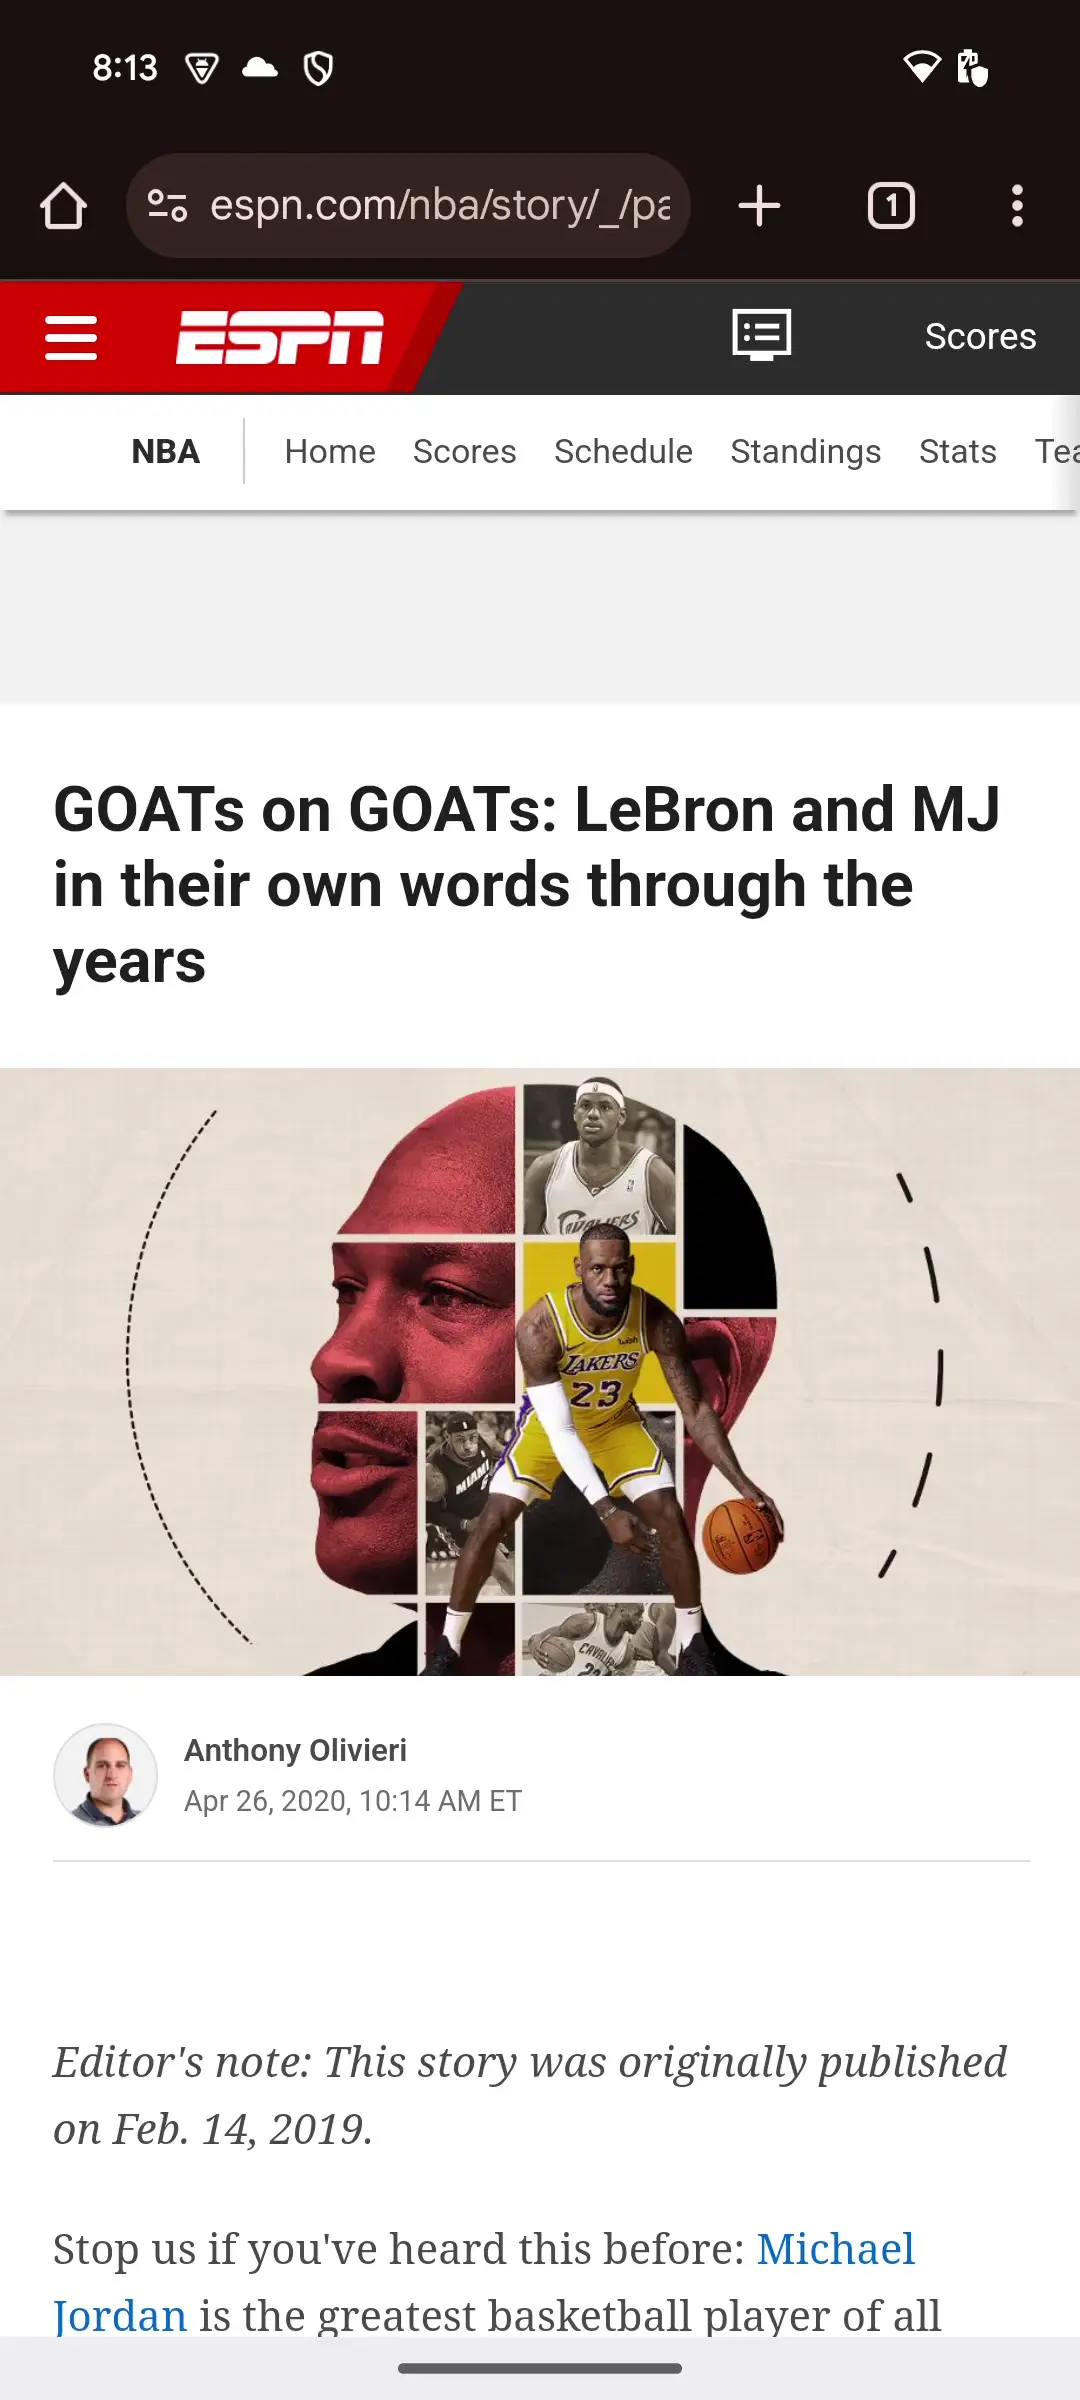 8:13
espn.com/nba/story/_/pa
1
ESPN
Scores
NBA
Home Scores Schedule Standings Stats Tea
GOATs on GOATs: LeBron and MJ
in their own words through the
years
CAVALIERS
LAKERS
23
MIAMI
CAVALIERS
23
Anthony Olivieri
Apr 26, 2020, 10:14 AM ET
Editor's note: This story was originally published
on Feb. 14, 2019.
Stop us if you've heard this before: Michael
Jordan is the greatest basketball player of all